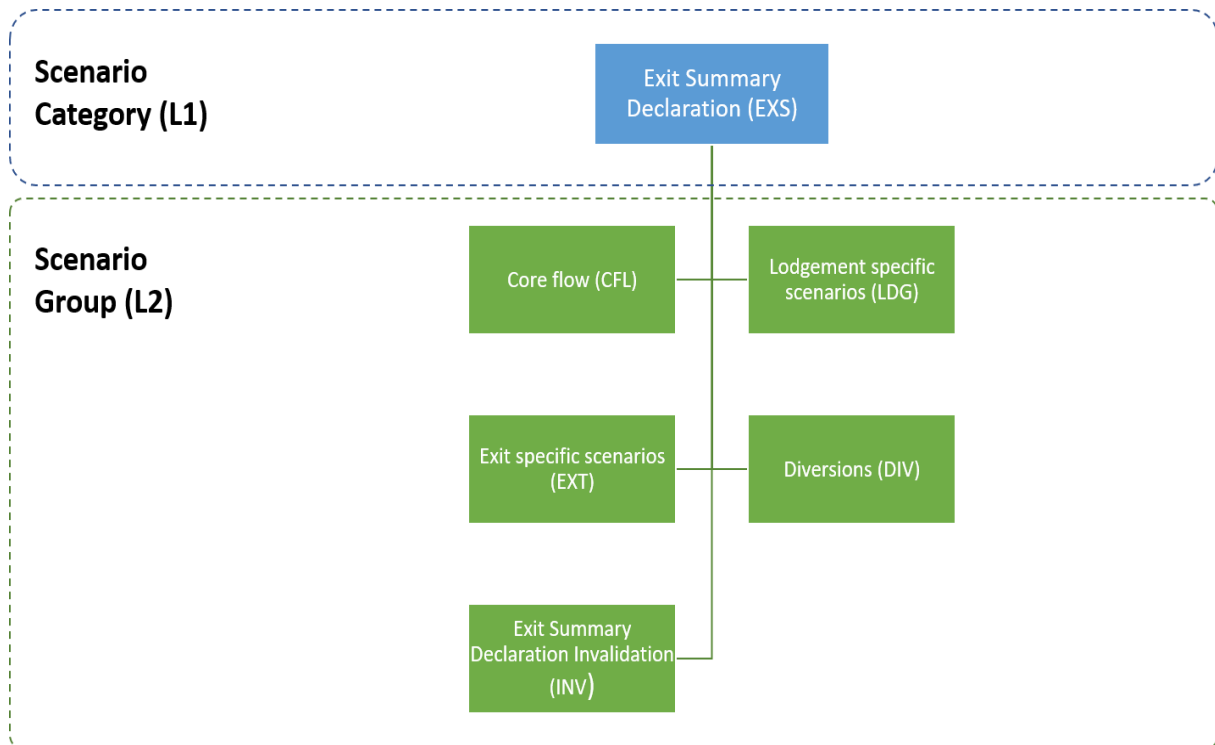 Scenario
Category (L1)
Exit Summary
Declaration (EXS)
Scenario
Group (L2)
Core flow (CFL)
Lodgement specific
scenarios (LDG)
Exit specific scenarios
(EXT)
Diversions (DIV)
Exit Summary
Declaration Invalidation
(INV)